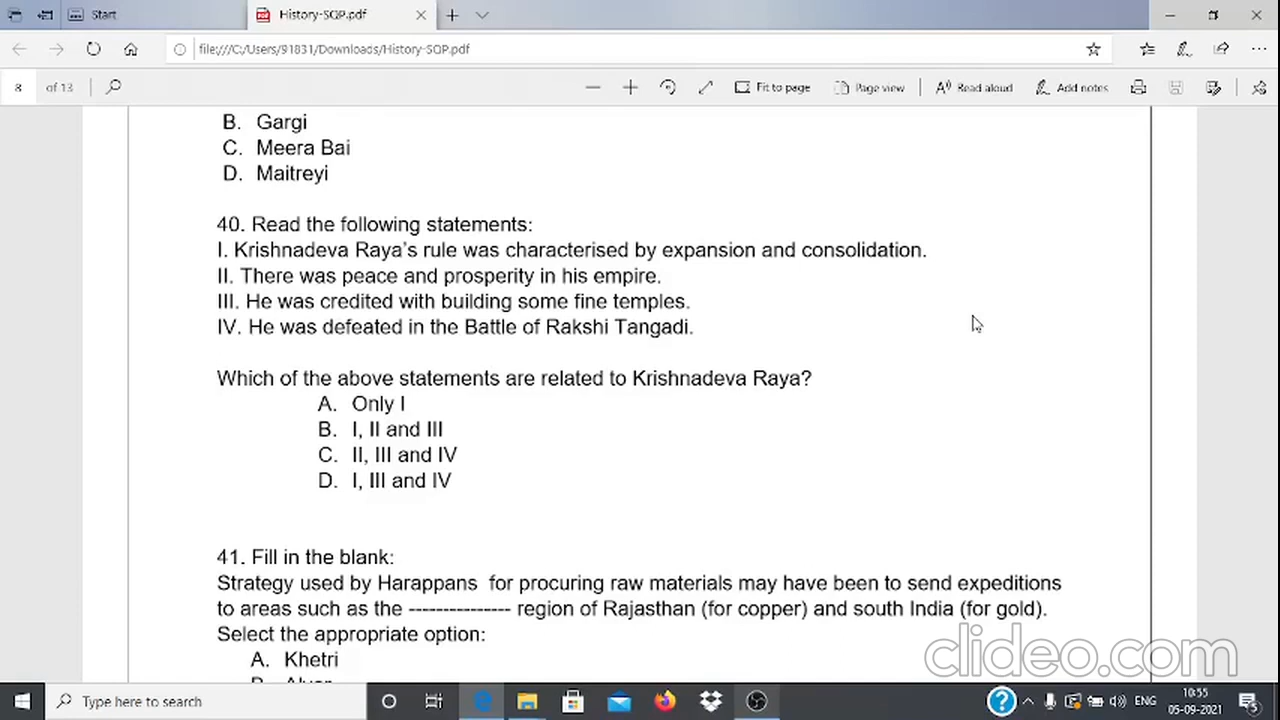 Start
History-SQP.pdf
file:///C:/Users/91831/Downloads/History-SQP.pdf
8 of 13
Fit to page
Page view
Read aloud
Add notes
B. Gargi
C. Meera Bai
D. Maitreyi
40. Read the following statements:
I. Krishnadeva Raya's rule was characterised by expansion and consolidation.
II. There was peace and prosperity in his empire.
III. He was credited with building some fine temples.
IV. He was defeated in the Battle of Rakshi Tangadi.
Which of the above statements are related to Krishnadeva Raya?
A. Only I
B. I, II and III
C. II, III and IV
D. I, III and IV
41. Fill in the blank:
Strategy used by Harappans for procuring raw materials may have been to send expeditions
to areas such as the --------------- region of Rajasthan (for copper) and south India (for gold).
Select the appropriate option:
A. Khetri
B. Alwar
clideo.com
Type here to search
ENG
10:55
05-09-2021
5